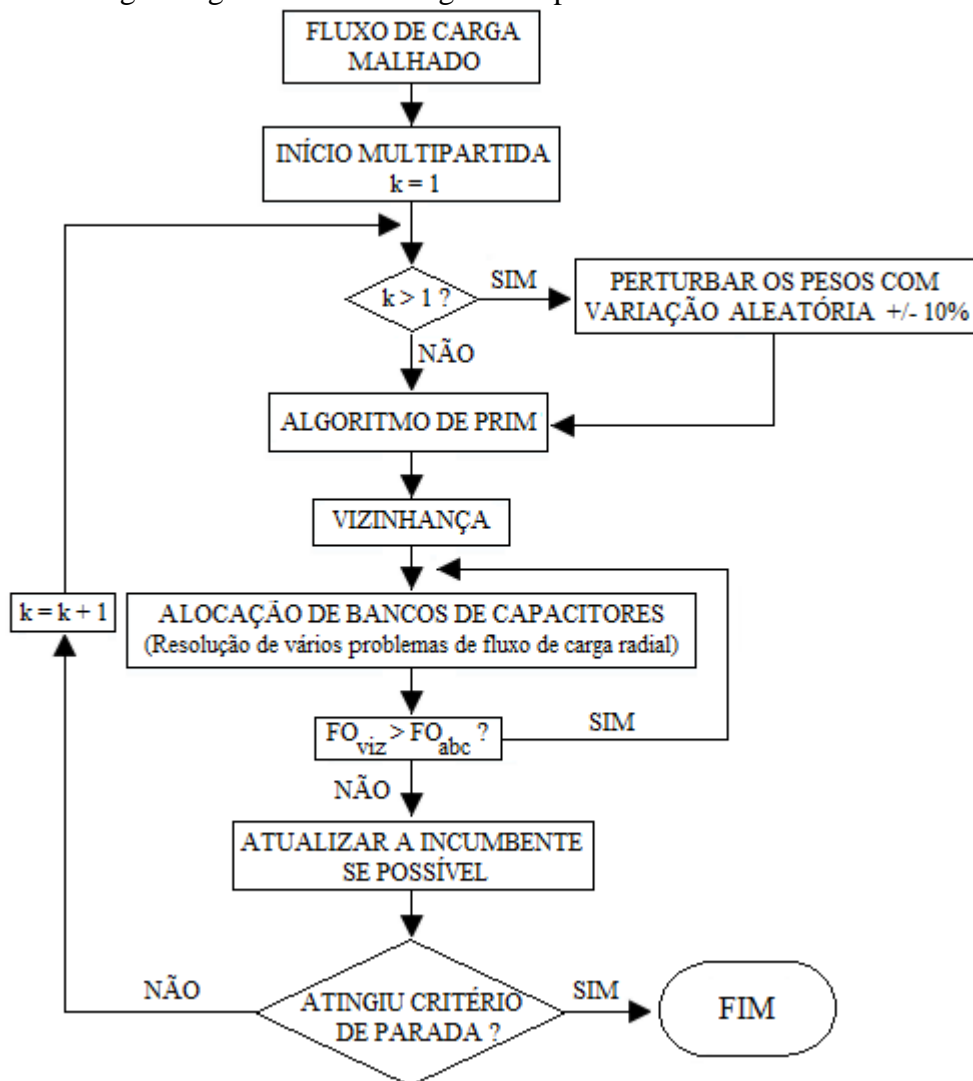 FLUXO DE CARGA
MALHADO
INÍCIO MULTIPARTIDA
k = 1
k > 1 ?
SIM
PERTURBAR OS PESOS COM
VARIAÇÃO ALEATÓRIA +/- 10%
NÃO
ALGORITMO DE PRIM
VIZINHANÇA
k = k + 1
ALOCAÇÃO DE BANCOS DE CAPACITORES
(Resolução de vários problemas de fluxo de carga radial)
FOviz > FOabc ?
SIM
NÃO
ATUALIZAR A INCUMBENTE
SE POSSÍVEL
NÃO
ATINGIU CRITÉRIO
DE PARADA ?
SIM
FIM